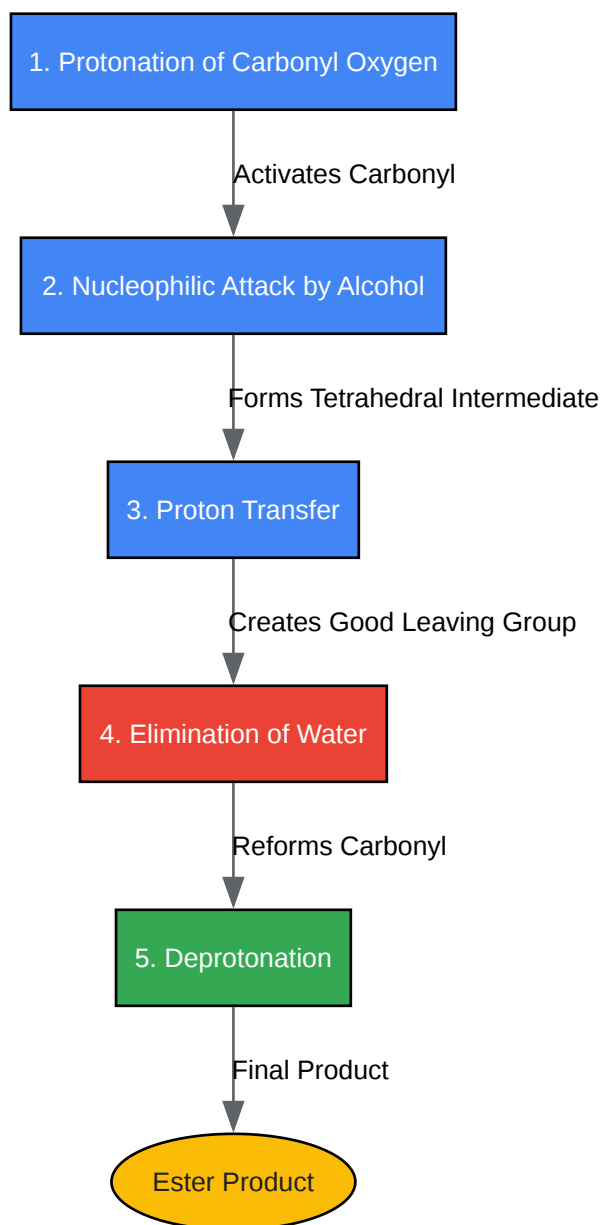 1. Protonation of Carbonyl Oxygen
Activates Carbonyl
2. Nucleophilic Attack by Alcohol
Forms Tetrahedral Intermediate
3. Proton Transfer
Creates Good Leaving Group
4. Elimination of Water
Reforms Carbonyl
5. Deprotonation
Final Product
Ester Product